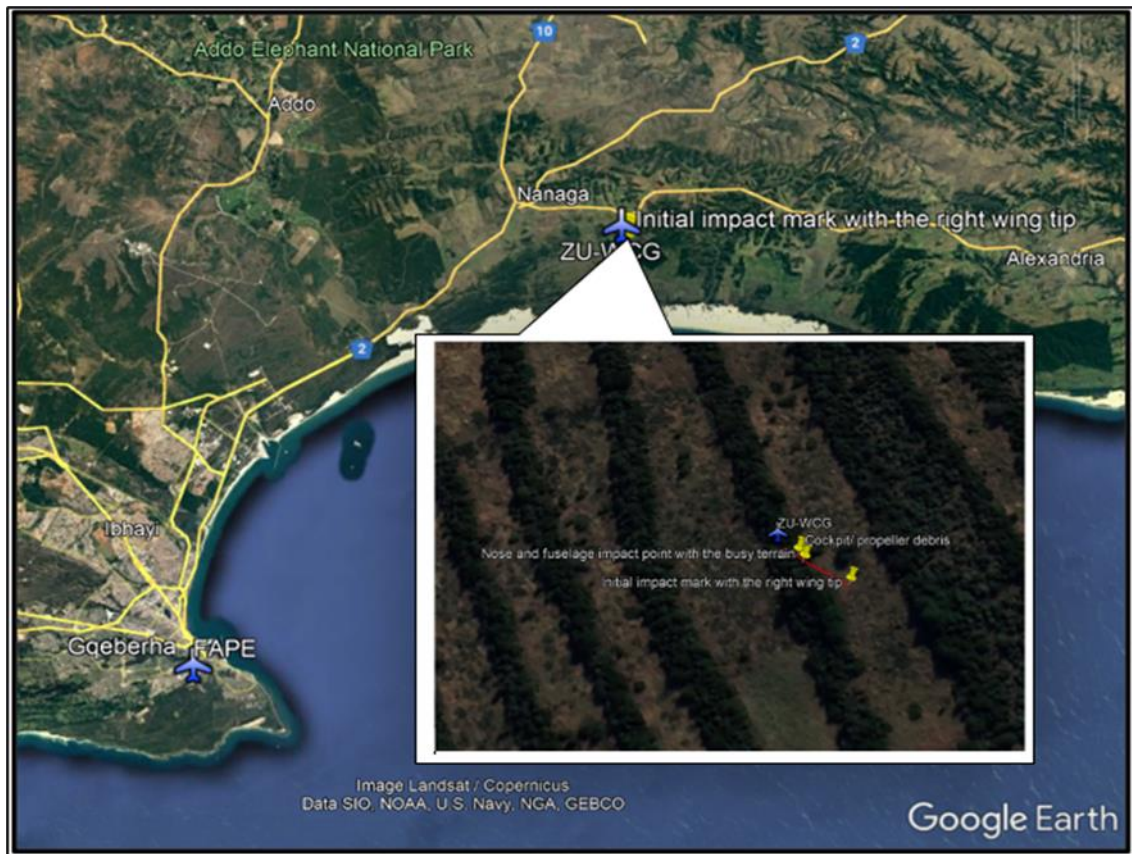 10
Addo Elephant National Park
2
Addo
Nanaga
Initial impact mark with the right wing tip
ZU-WCG
Alexandria
2
ZU-WCG
Cockpit/ propeller debris
Nose and fuselage impact point with the busy terrain
Initial impact mark with the right wing tip
Ibhayi
Gqeberha
FAPE
Image Landsat / Copernicus
Data SIO, NOAA, U.S. Navy, NGA, GEBCO
Google Earth